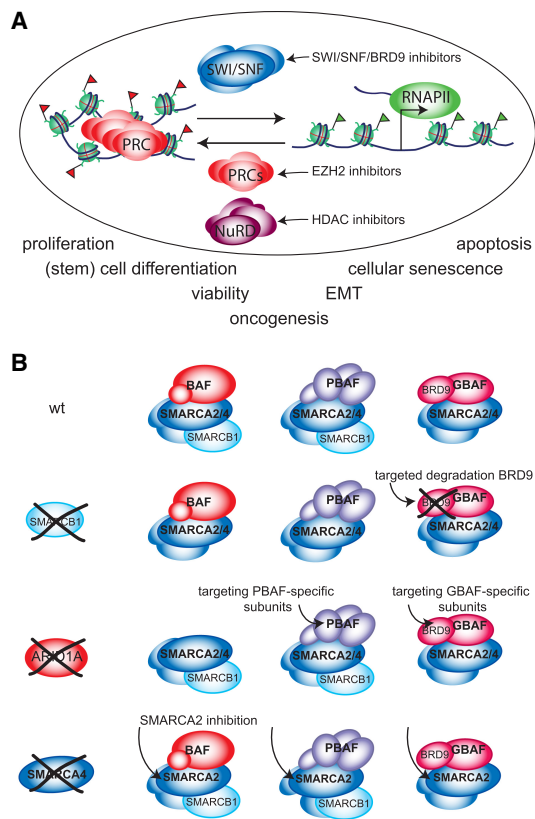 A
SWI/SNF
SWI/SNF/BRD9 inhibitors
RNAPII
PRC
PRCs
EZH2 inhibitors
NuRD
HDAC inhibitors
proliferation
apoptosis
(stem) cell differentiation
cellular senescence
viability
EMT
oncogenesis
B
wt
BAF
SMARCA2/4
SMARCB1
PBAF
SMARCA2/4
SMARCB1
BRD9
GBAF
SMARCA2/4
SMARCB1
BAF
SMARCA2/4
PBAF
SMARCA2/4
targeted degradation BRD9
BRD9
GBAF
SMARCA2/4
ARID1A
SMARCA2/4
SMARCB1
targeting PBAF-specific
subunits
PBAF
SMARCA2/4
SMARCB1
targeting GBAF-specific
subunits
BRD9
GBAF
SMARCA2/4
SMARCA4
SMARCA2 inhibition
BAF
SMARCA2
SMARCB1
PBAF
SMARCA2
SMARCB1
BRD9
GBAF
SMARCA2